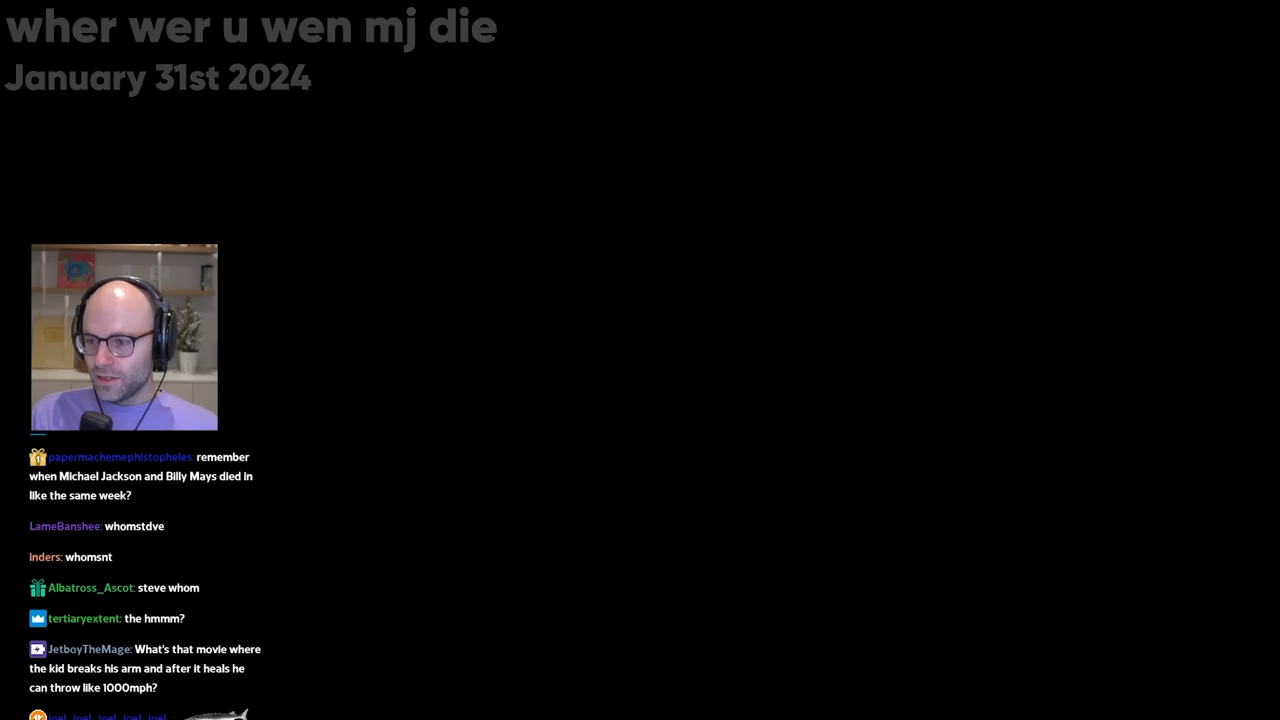 wher wer u wen mj die
January 31st 2024
papermachemephistopheles: remember
when Michael Jackson and Billy Mays died in
like the same week?
LameBanshee: whomstdve
inders: whomsnt
Albatross_Ascot: steve whom
tertiaryextent: the hmmm?
JetboyTheMage: What's that movie where
the kid breaks his arm and after it heals he
can throw like 1000mph?